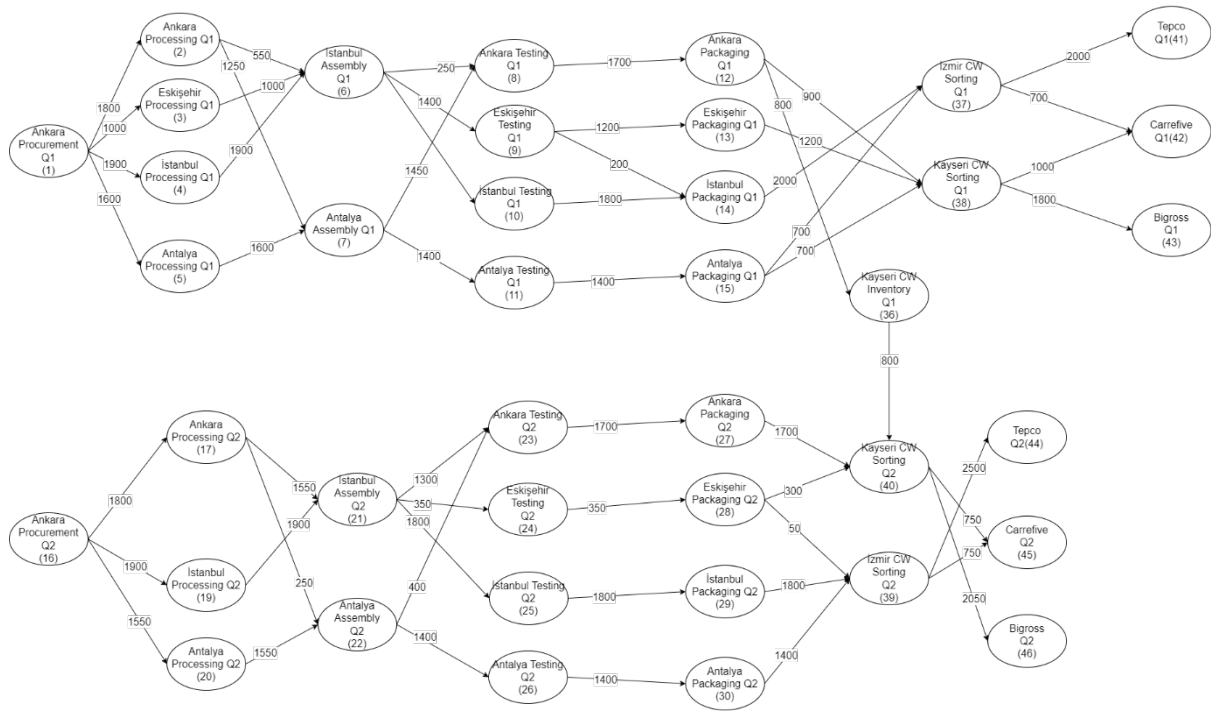 Ankara
Procurement
Q1
(1)
1800
1000
1900
1600
Ankara
Processing Q1
(2)
Eskişehir
Processing Q1
(3)
İstanbul
Processing Q1
(4)
Antalya
Processing Q1
(5)
550
1250
1000
1900
1600
İstanbul
Assembly
Q1
(6)
Antalya
Assembly Q1
(7)
250
1400
1450
1400
Ankara Testing
Q1
(8)
Eskişehir
Testing
Q1
(9)
İstanbul Testing
Q1
(10)
Antalya Testing
Q1
(11)
1700
1200
200
1800
1400
Ankara
Packaging
Q1
(12)
Eskişehir
Packaging Q1
(13)
İstanbul
Packaging Q1
(14)
Antalya
Packaging Q1
(15)
900
800
1200
2000
700
700
Kayseri CW
Inventory
Q1
(36)
800
Izmir CW
Sorting
Q1
(37)
Kayseri CW
Sorting
Q1
(38)
2000
700
1000
1800
Tepco
Q1(41)
Carrefive
Q1(42)
Bigross
Q1
(43)
Ankara
Procurement
Q2
(16)
1800
1900
1550
Ankara
Processing Q2
(17)
İstanbul
Processing Q2
(19)
Antalya
Processing Q2
(20)
1550
1900
250
1550
İstanbul
Assembly
Q2
(21)
Antalya
Assembly
Q2
(22)
1300
350
1800
400
1400
Ankara Testing
Q2
(23)
Eskişehir
Testing
Q2
(24)
İstanbul Testing
Q2
(25)
Antalya Testing
Q2
(26)
1700
350
1800
1400
Ankara
Packaging
Q2
(27)
Eskişehir
Packaging Q2
(28)
İstanbul
Packaging Q2
(29)
Antalya
Packaging Q2
(30)
1700
300
50
1800
1400
Kayseri CW
Sorting
Q2
(40)
Izmir CW
Sorting
Q2
(39)
2500
750
750
2050
Tepco
Q2(44)
Carrefive
Q2
(45)
Bigross
Q2
(46)